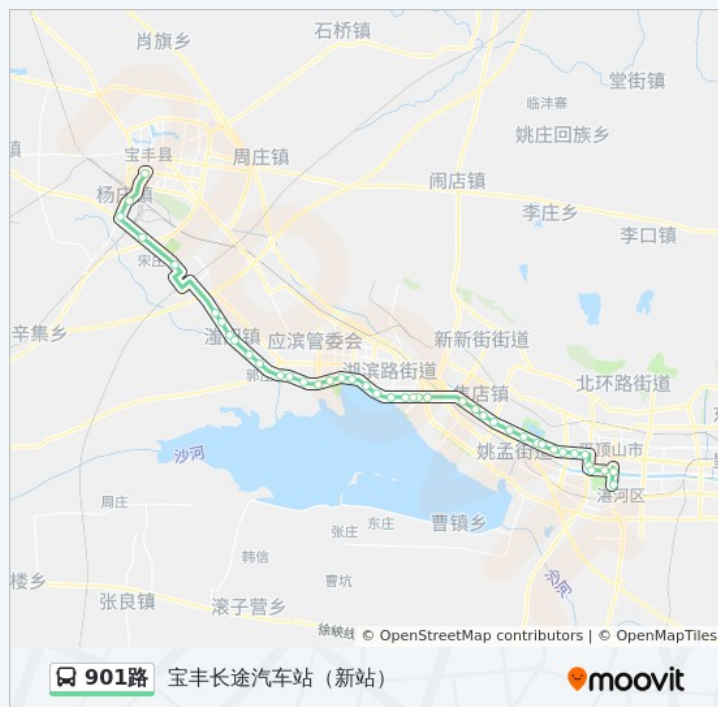 肖旗乡
石桥镇
堂街镇
临沣寨
姚庄回族乡
宝丰县
周庄镇
镇
闹店镇
杨庄镇
李庄乡
李口镇
宋庄
辛集乡
滍阳镇
应滨管委会
新新街街道
湖滨路街道
北环路街道
焦店镇
平顶山市
姚孟街道
沙河
湛河区
周庄
曹镇乡
东庄
张庄
韩信
曹坑
楼乡
沙河
张良镇
滚子营乡
徐峡线
© OpenStreetMap contributors | © OpenMapTiles
901路
宝丰长途汽车站（新站）
moovit